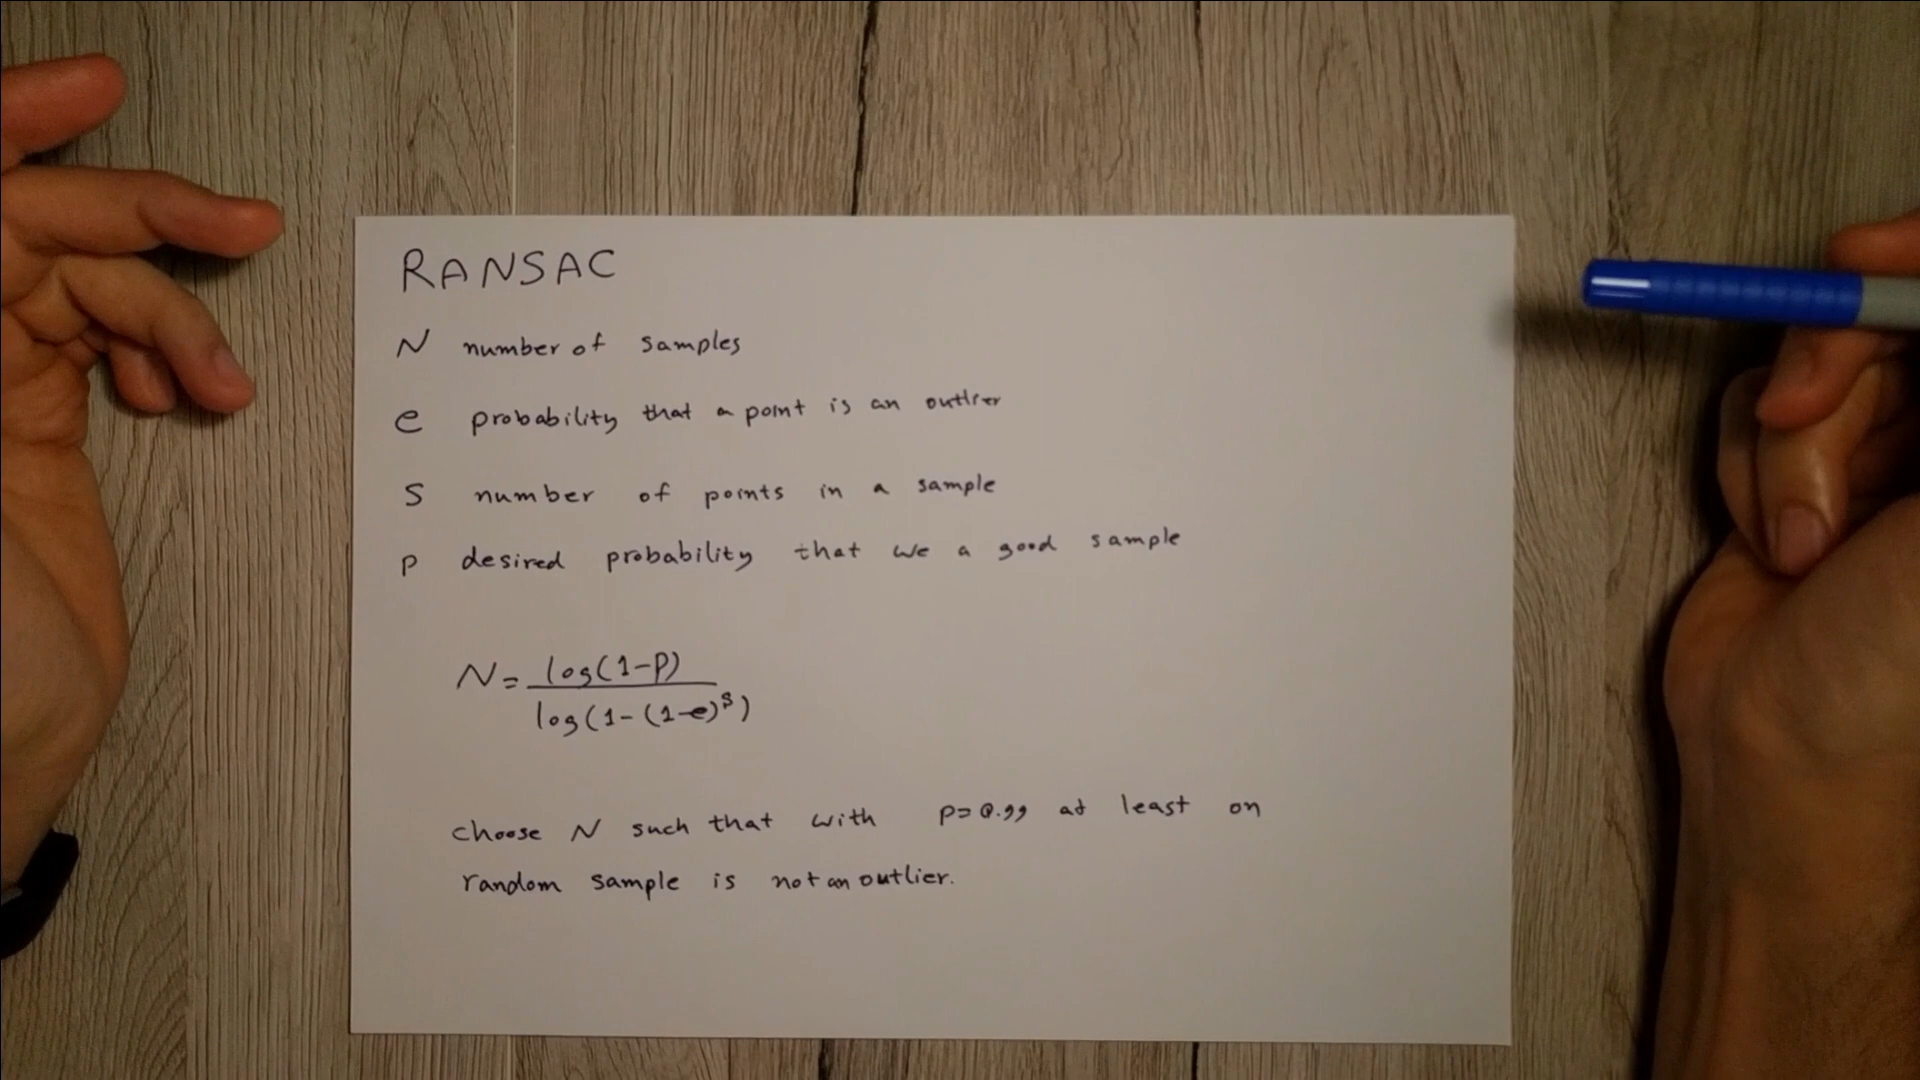 RANSAC
N number of samples
e probability that a point is an outlier
S number of points in a sample
P desired probability that we a good sample
N = log(1-P)
log(1-(1-e)^s)
choose N such that with p=0.99 at least on
random sample is not an outlier.